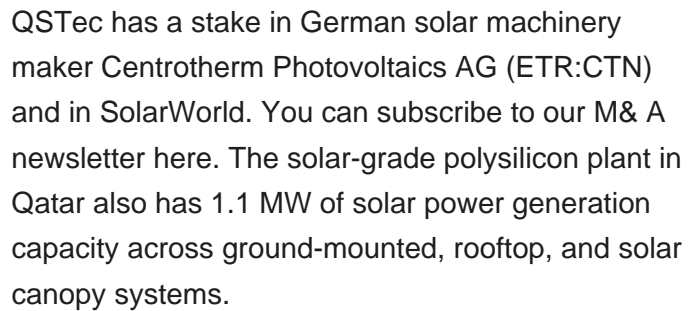 QSTec has a stake in German solar machinery
maker Centrotherm Photovoltaics AG (ETR:CTN)
and in SolarWorld. You can subscribe to our M& A
newsletter here. The solar-grade polysilicon plant in
Qatar also has 1.1 MW of solar power generation
capacity across ground-mounted, rooftop, and solar
canopy systems.